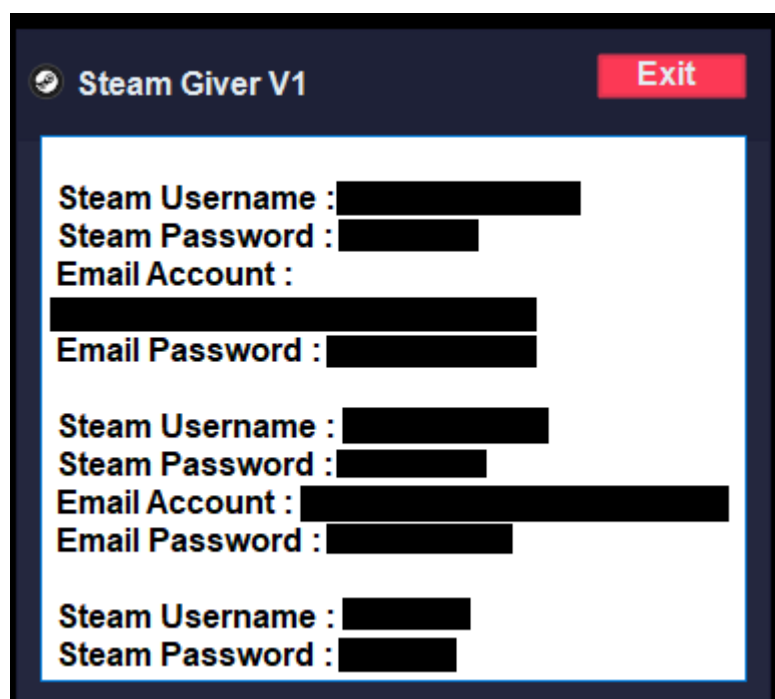 Steam Giver V1
Exit
Steam Username :
Steam Password :
Email Account :
Email Password :
Steam Username :
Steam Password :
Email Account :
Email Password :
Steam Username :
Steam Password :